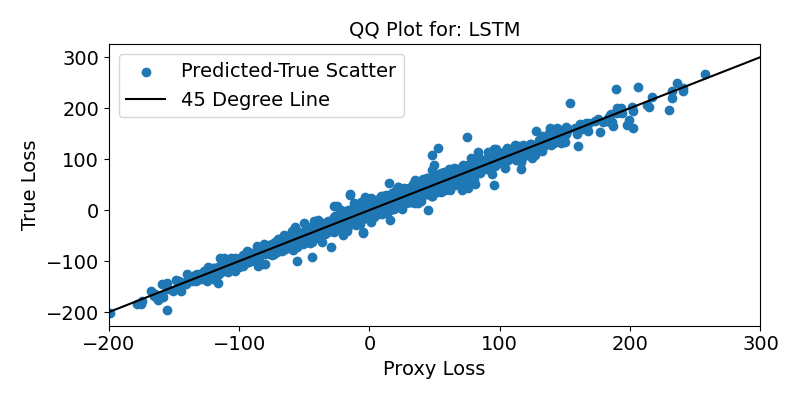 QQ Plot for: LSTM
Predicted-True Scatter
45 Degree Line
True Loss
300
200
100
0
−100
−200
−200 −100 0 100 200 300
Proxy Loss